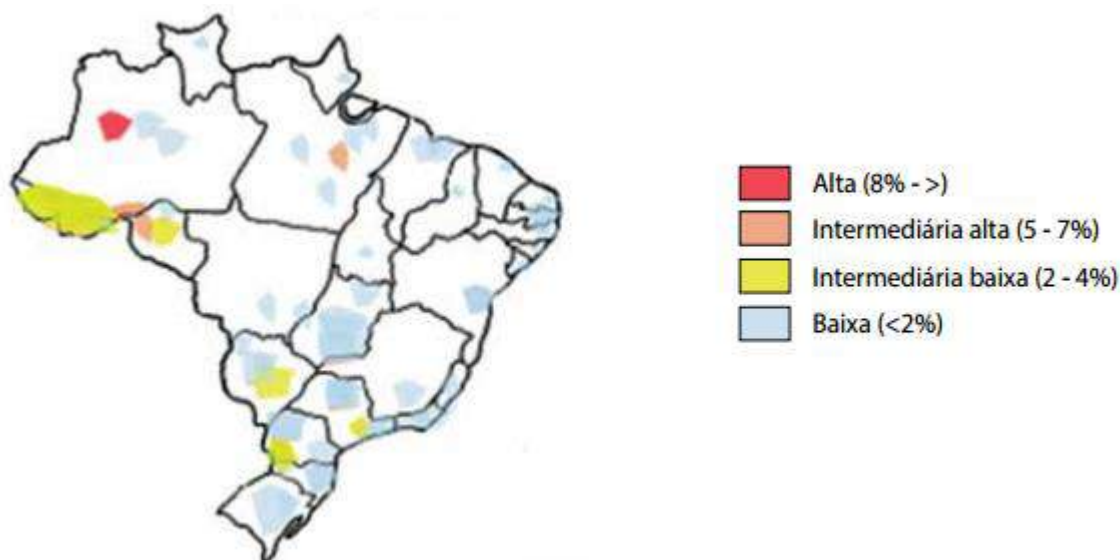 Alta (8% - >)
Intermediária alta (5 - 7%)
Intermediária baixa (2 - 4%)
Baixa (<2%)